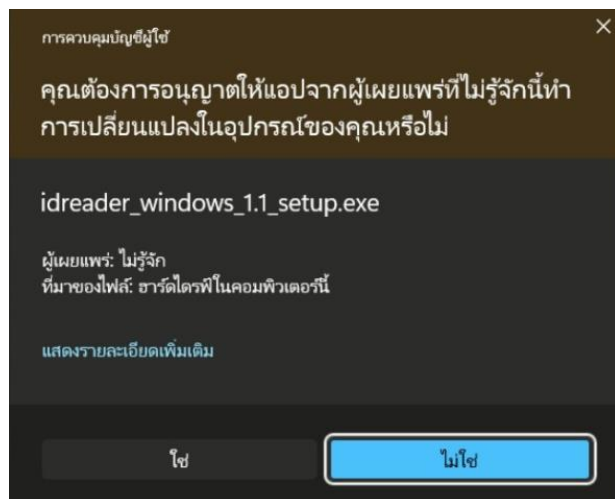 การควบคุมบัญชีผู้ใช้
คุณต้องการอนุญาตให้แอปจากผู้เผยแพร่ที่ไม่รู้จักนี้ทำ
การเปลี่ยนแปลงในอุปกรณ์ของคุณหรือไม่
idreader_windows_1.1_setup.exe
ผู้เผยแพร่: ไม่รู้จัก
ที่มาของไฟล์: ฮาร์ดไดรฟ์ในคอมพิวเตอร์นี้
แสดงรายละเอียดเพิ่มเติม
ใช่
ไม่ใช่